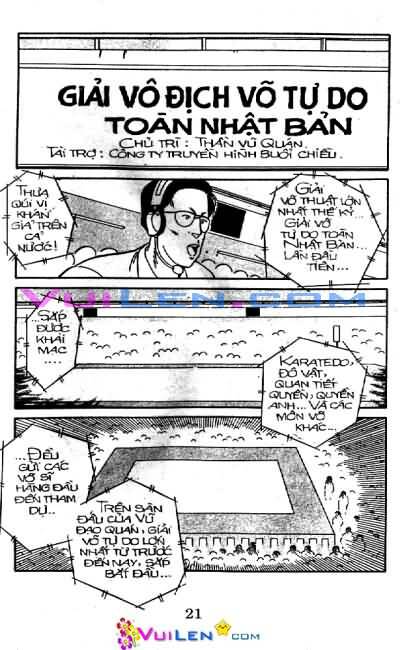 GIẢI VÔ ĐỊCH VÕ TỰ DO
TOÀN NHẬT BẢN
CHỦ TRÌ : THẦN VŨ QUÁN.
TÀI TRỢ : CÔNG TY TRUYỀN HÌNH BUỔI CHIỀU.
THƯA
QUÍ VỊ
KHÁN
GIẢ TRÊN
CẢ
NƯỚC!
GIẢI
VÕ THUẬT LỚN
NHẤT THẾ KỶ...
GIẢI VÕ
TỰ DO TOÀN
NHẬT BẢN...
LẦN ĐẦU
TIÊN...
VuiLen.com
...SẮP
ĐƯỢC
KHAI
MẠC
....
KARATEDO,
ĐÔ VẬT,
QUAN TIẾT
QUYỀN, QUYỀN
ANH... VÀ CÁC
MÔN VÕ
KHÁC...
...ĐỀU
GỬI CÁC
VÕ SĨ
HÀNG ĐẦU
ĐẾN THAM
DỰ...
TRÊN SÀN
ĐẤU CỦA VŨ
ĐẠO QUÁN, GIẢI
VÕ TỰ DO LỚN
NHẤT TỪ TRƯỚC
ĐẾN NAY, SẮP
BẮT ĐẦU...
21
VuiLen.com